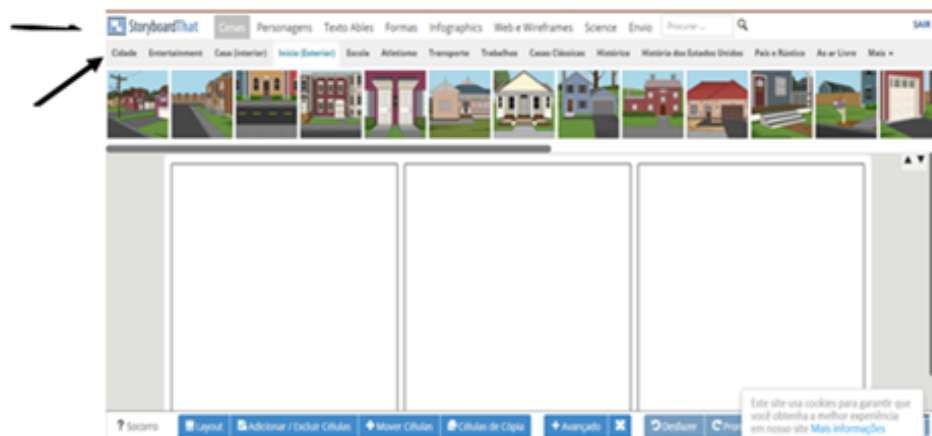 StoryboardThat Cenas Personagens Texto Ables Formas Infographics Web e Wireframes Science Envio Procurar ... SAIR
Cidade Entertainment Casa (interior) Início (Exterior) Escola Atletismo Transporte Trabalhos Casas Clássicas Histórico História dos Estados Unidos País e Rústico Ao ar Livre Mais
Este site usa cookies para garantir que
você obtenha a melhor experiência
em nosso site Mais informações
? Socorro Layout Adicionar / Excluir Células Mover Células Células de Cópia Avançado Desfazer